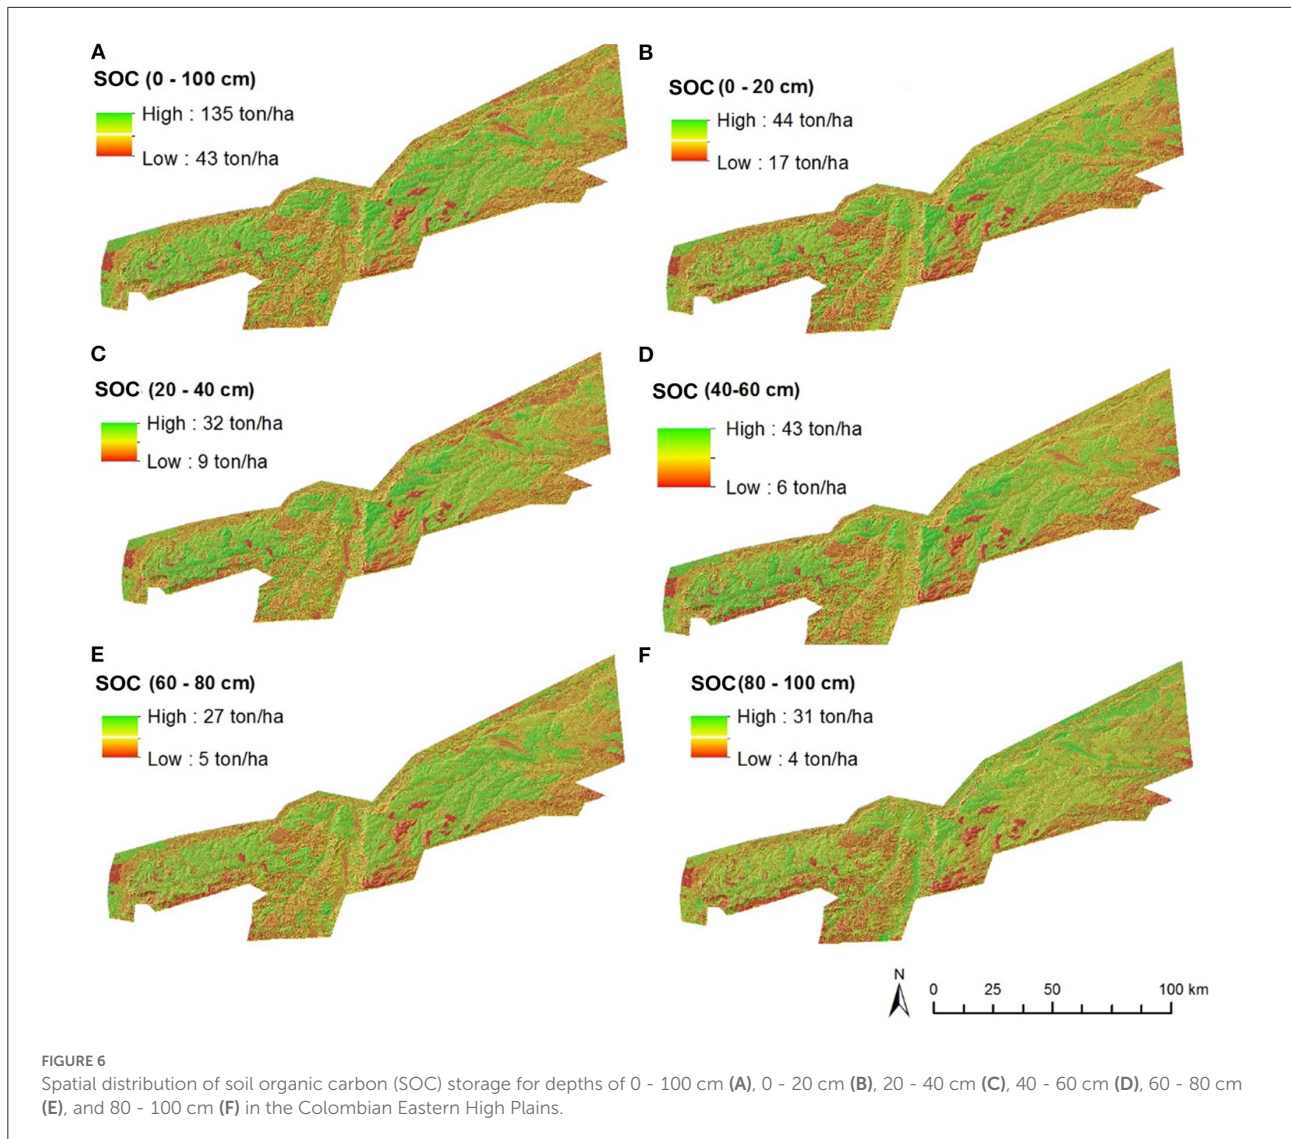 A
SOC (0 - 100 cm)
High : 135 ton/ha
Low : 43 ton/ha
B
SOC (0 - 20 cm)
High : 44 ton/ha
Low : 17 ton/ha
C
SOC (20 - 40 cm)
High : 32 ton/ha
Low : 9 ton/ha
D
SOC (40-60 cm)
High : 43 ton/ha
Low : 6 ton/ha
E
SOC (60 - 80 cm)
High : 27 ton/ha
Low : 5 ton/ha
F
SOC (80 - 100 cm)
High : 31 ton/ha
Low : 4 ton/ha
N
0 25 50 100 km
FIGURE 6
Spatial distribution of soil organic carbon (SOC) storage for depths of 0 - 100 cm (A), 0 - 20 cm (B), 20 - 40 cm (C), 40 - 60 cm (D), 60 - 80 cm
(E), and 80 - 100 cm (F) in the Colombian Eastern High Plains.